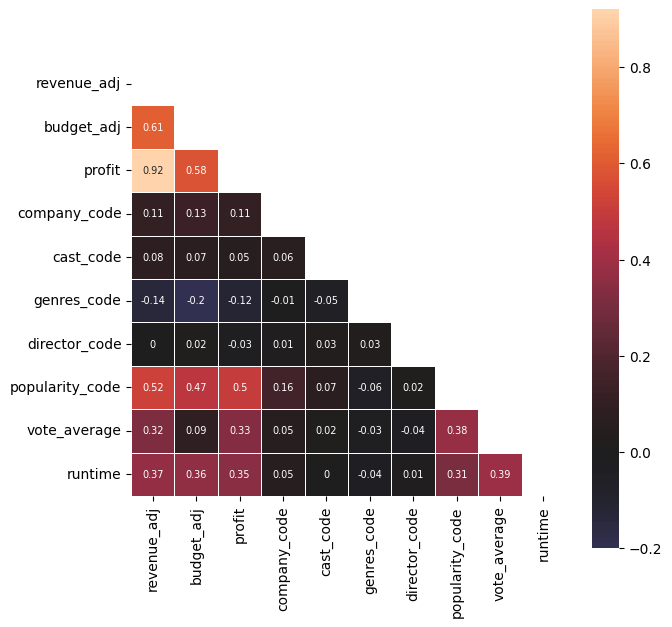 revenue_adj
budget_adj 0.61
profit 0.92 0.58
company_code 0.11 0.13 0.11
cast_code 0.08 0.07 0.05 0.06
genres_code -0.14 -0.2 -0.12 -0.01 -0.05
director_code 0 0.02 -0.03 0.01 0.03 0.03
popularity_code 0.52 0.47 0.5 0.16 0.07 -0.06 0.02
vote_average 0.32 0.09 0.33 0.05 0.02 -0.03 -0.04 0.38
runtime 0.37 0.36 0.35 0.05 0 -0.04 0.01 0.31 0.39
revenue_adj
budget_adj
profit
company_code
cast_code
genres_code
director_code
popularity_code
vote_average
runtime
0.8
0.6
0.4
0.2
0.0
−0.2